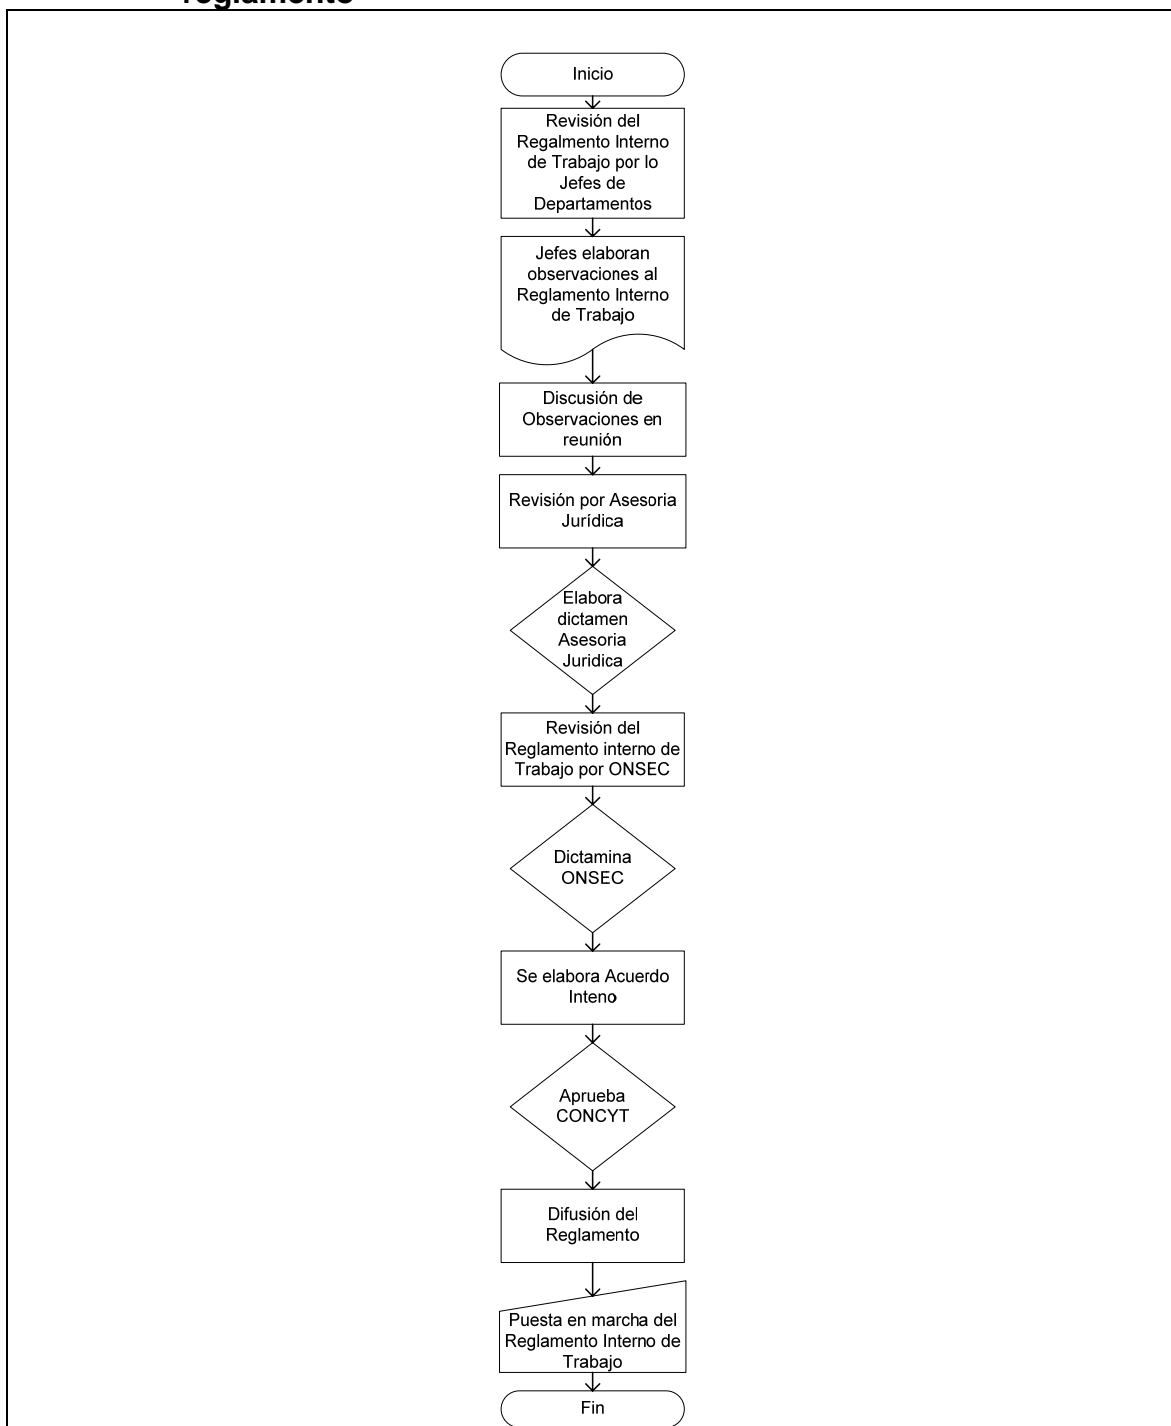 reglamento
Inicio
Revisión del
Regalmento Interno
de Trabajo por lo
Jefes de
Departamentos
Jefes elaboran
observaciones al
Reglamento Interno
de Trabajo
Discusión de
Observaciones en
reunión
Revisión por Asesoria
Jurídica
Elabora
dictamen
Asesoria
Juridica
Revisión del
Reglamento interno de
Trabajo por ONSEC
Dictamina
ONSEC
Se elabora Acuerdo
Inteno
Aprueba
CONCYT
Difusión del
Reglamento
Puesta en marcha del
Reglamento Interno de
Trabajo
Fin